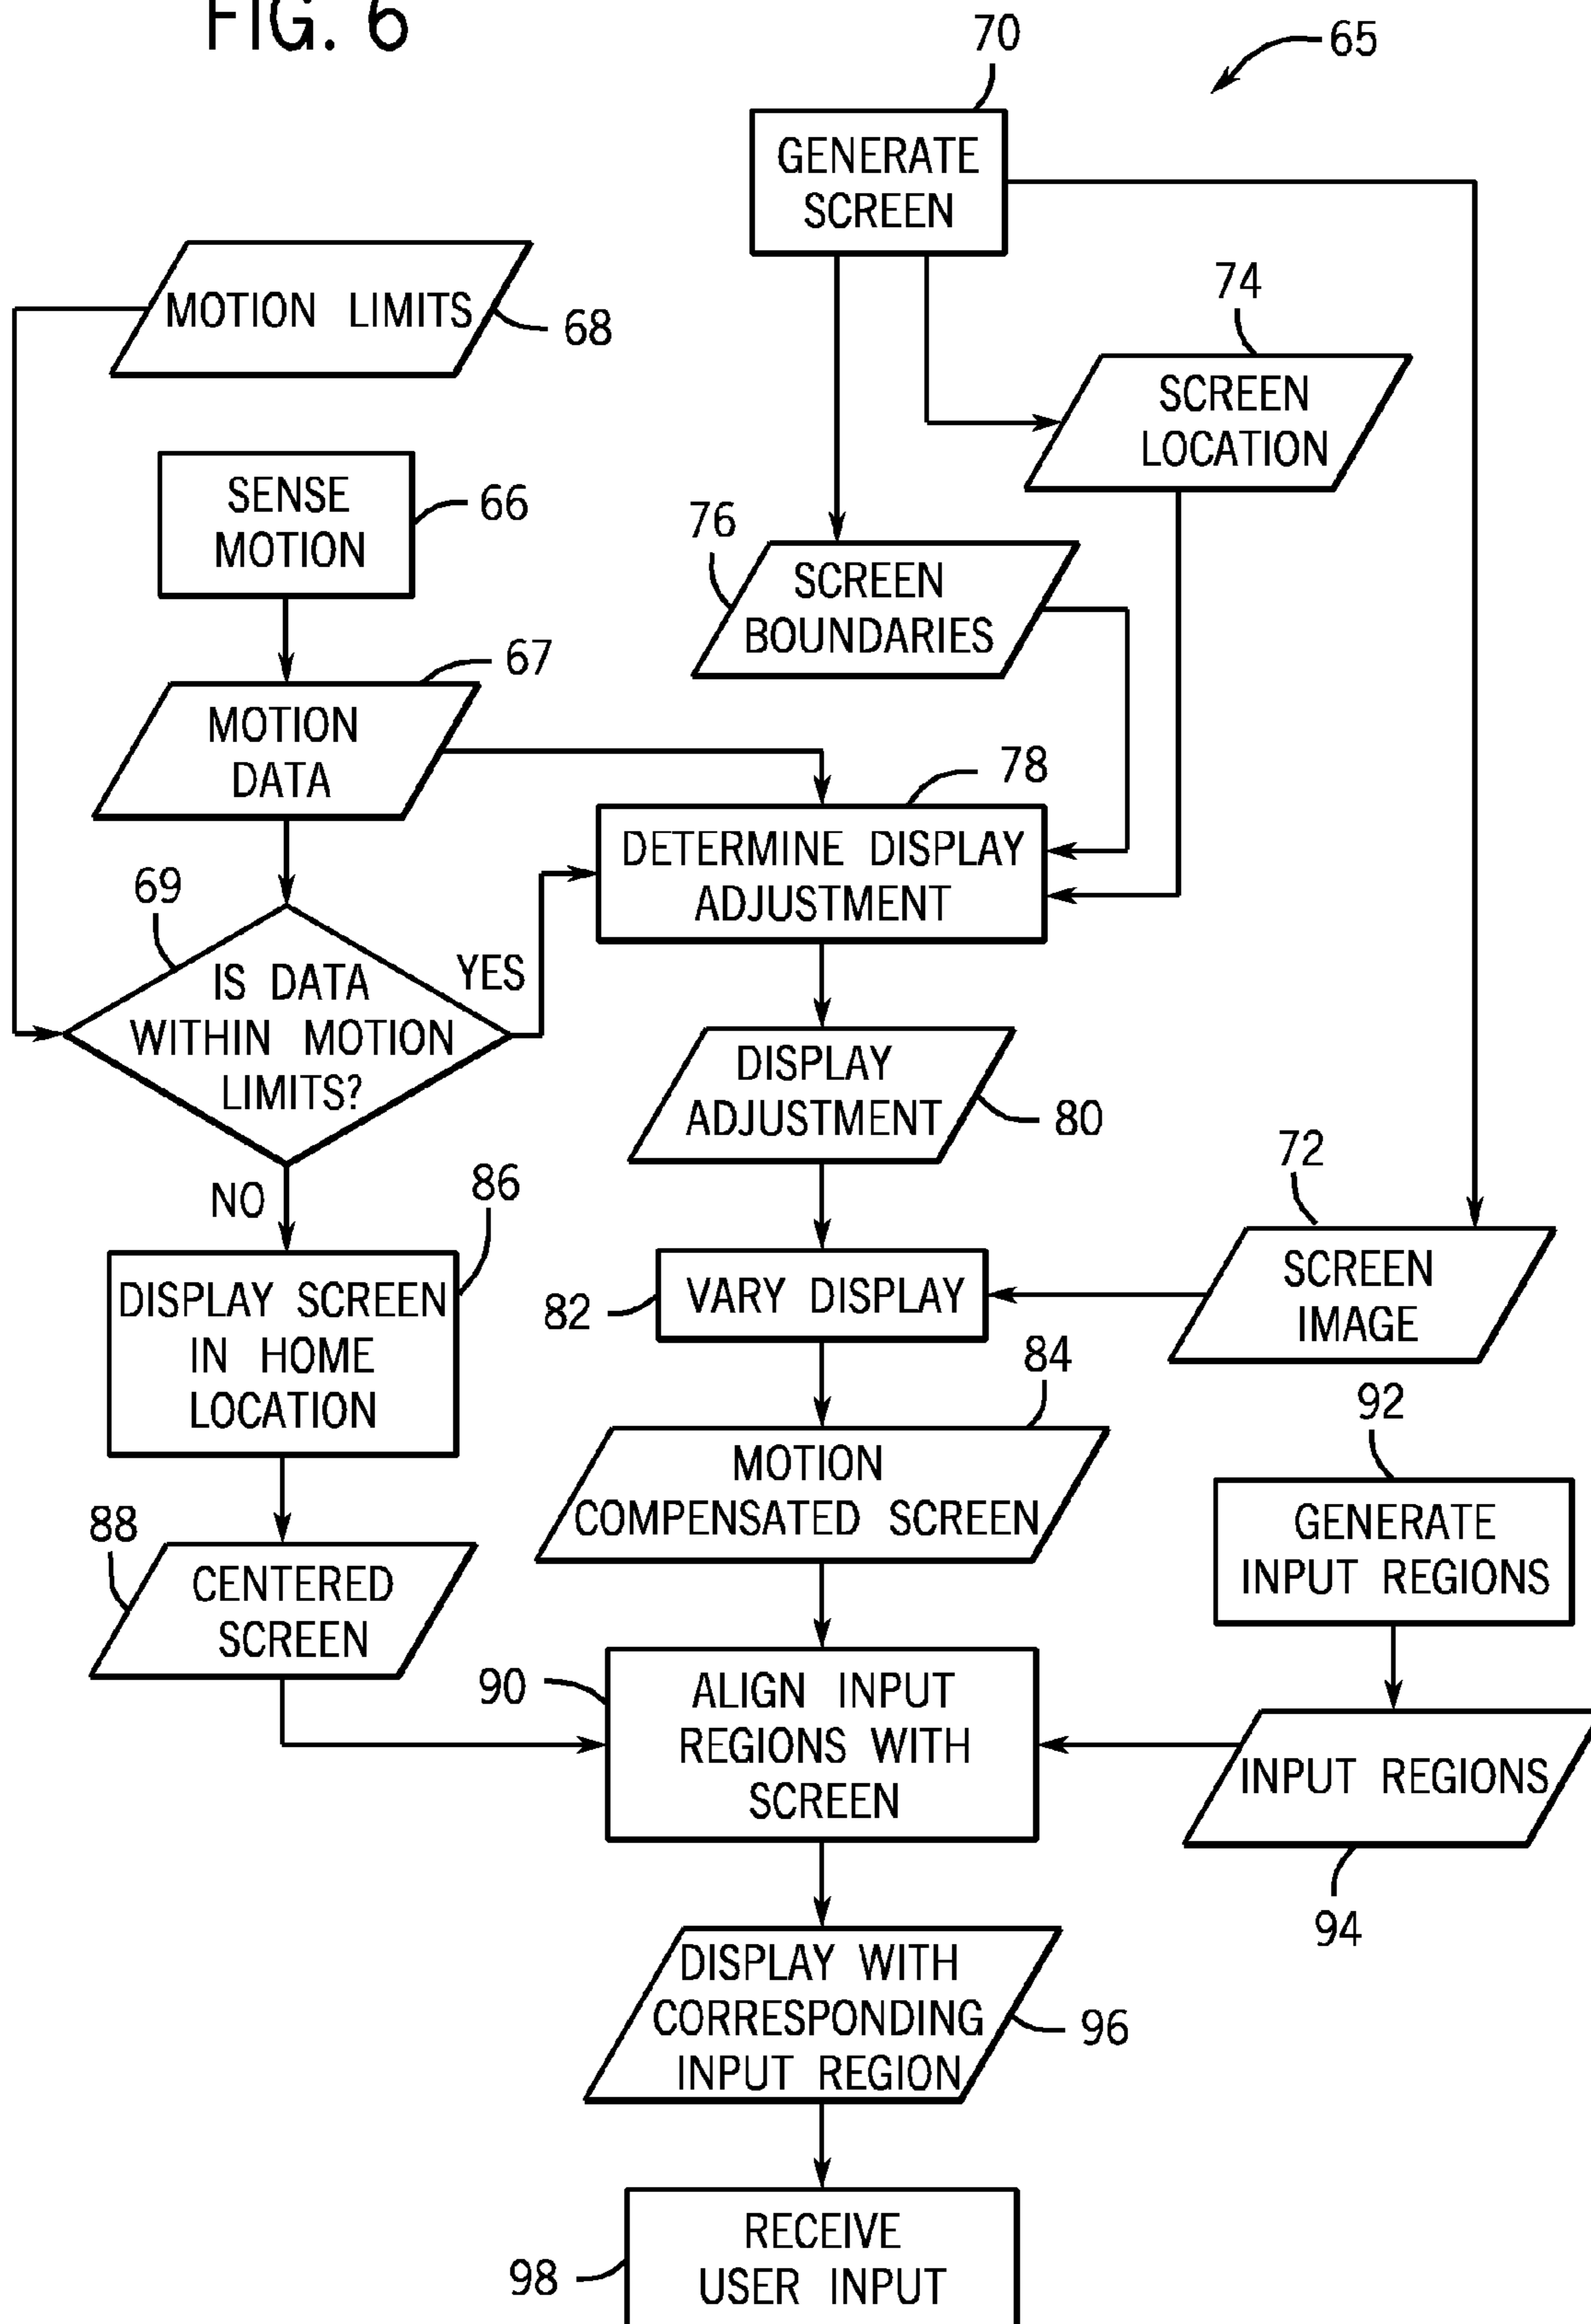 FIG. 6
70
65
GENERATE
SCREEN
MOTION LIMITS
68
74
SCREEN
LOCATION
SENSE
MOTION
66
76
SCREEN
BOUNDARIES
67
MOTION
DATA
78
DETERMINE DISPLAY
ADJUSTMENT
69
YES
IS DATA
WITHIN MOTION
LIMITS?
DISPLAY
ADJUSTMENT
80
NO
86
72
DISPLAY SCREEN
IN HOME
LOCATION
82
VARY DISPLAY
SCREEN
IMAGE
84
92
MOTION
COMPENSATED SCREEN
GENERATE
INPUT REGIONS
88
CENTERED
SCREEN
90
ALIGN INPUT
REGIONS WITH
SCREEN
INPUT REGIONS
94
DISPLAY WITH
CORRESPONDING
INPUT REGION
96
RECEIVE
USER INPUT
98